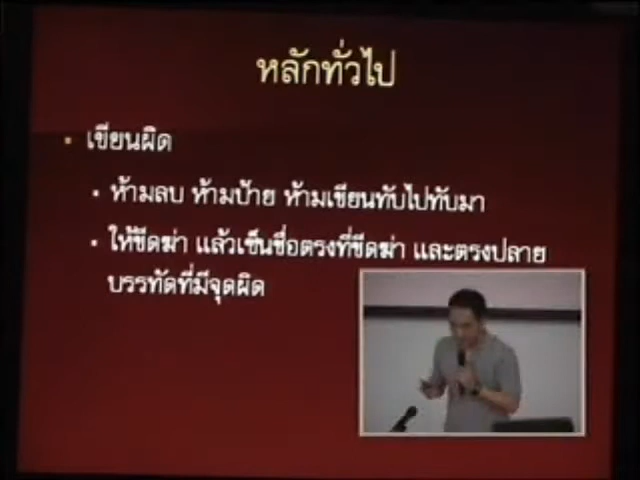 หลักทั่วไป
เขียนผิด
ห้ามลบ ห้ามป้าย ห้ามเขียนทับไปทับมา
ให้ขีดฆ่า แล้วเซ็นชื่อตรงที่ขีดฆ่า และตรงปลาย
บรรทัดที่มีจุดผิด